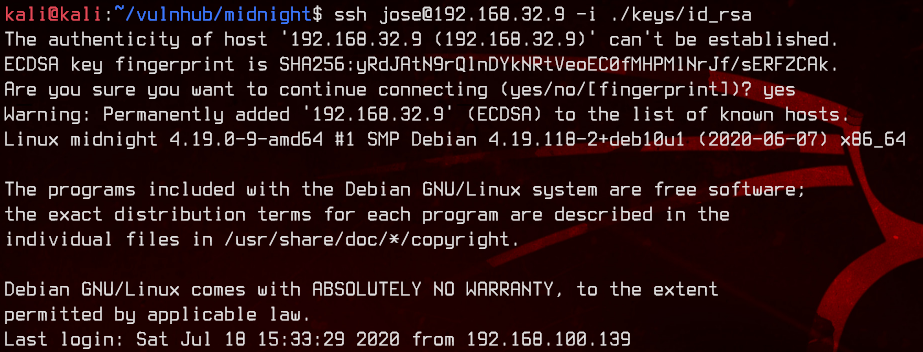 kali@kali:~/vulnhub/midnight$ ssh jose@192.168.32.9 -i ./keys/id_rsa
The authenticity of host '192.168.32.9 (192.168.32.9)' can't be established.
ECDSA key fingerprint is SHA256:yRdJAtN9rQlnDYkNRtVeoEC0fMHPMlNrJf/sERFZCAk.
Are you sure you want to continue connecting (yes/no/[fingerprint])? yes
Warning: Permanently added '192.168.32.9' (ECDSA) to the list of known hosts.
Linux midnight 4.19.0-9-amd64 #1 SMP Debian 4.19.118-2+deb10u1 (2020-06-07) x86_64
The programs included with the Debian GNU/Linux system are free software;
the exact distribution terms for each program are described in the
individual files in /usr/share/doc/*/copyright.
Debian GNU/Linux comes with ABSOLUTELY NO WARRANTY, to the extent
permitted by applicable law.
Last login: Sat Jul 18 15:33:29 2020 from 192.168.100.139